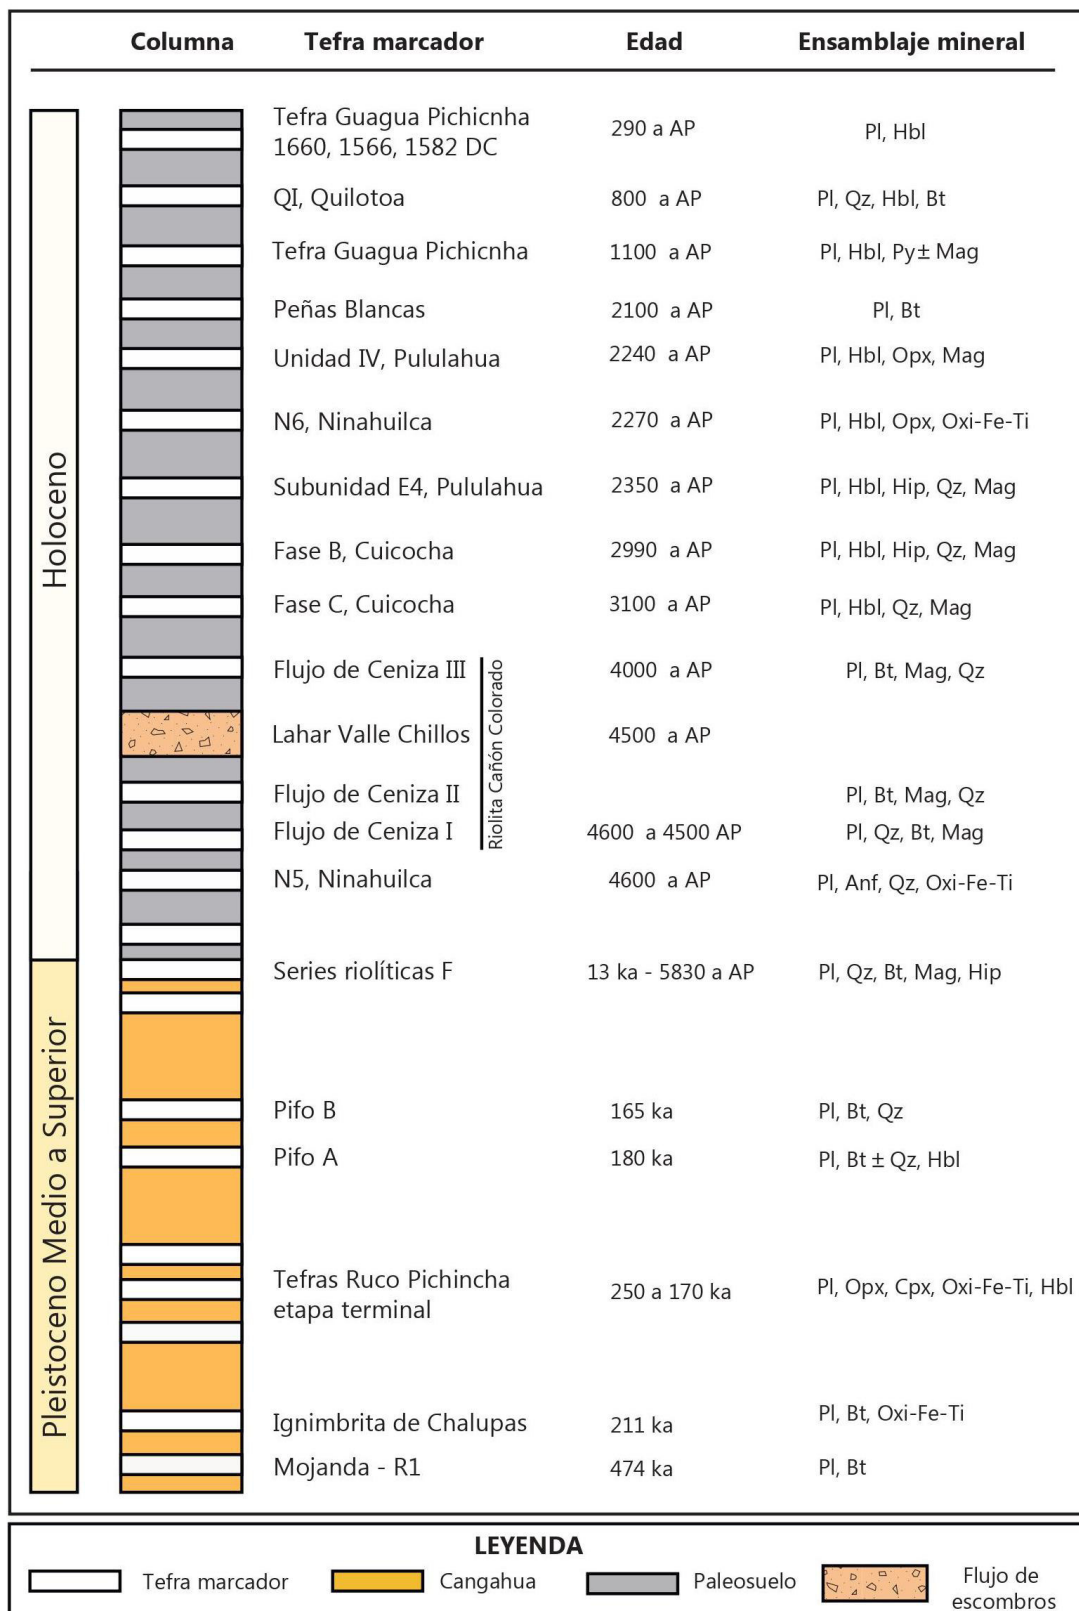 Columna Tefra marcador Edad Ensamblaje mineral
Holoceno
Tefra Guagua Pichicnha
1660, 1566, 1582 DC
290 a AP
Pl, Hbl
QI, Quilotoa 800 a AP Pl, Qz, Hbl, Bt
Tefra Guagua Pichicnha 1100 a AP Pl, Hbl, Py± Mag
Peñas Blancas 2100 a AP Pl, Bt
Unidad IV, Pululahua 2240 a AP Pl, Hbl, Opx, Mag
N6, Ninahuilca 2270 a AP Pl, Hbl, Opx, Oxi-Fe-Ti
Subunidad E4, Pululahua 2350 a AP Pl, Hbl, Hip, Qz, Mag
Fase B, Cuicocha 2990 a AP Pl, Hbl, Hip, Qz, Mag
Fase C, Cuicocha 3100 a AP Pl, Hbl, Qz, Mag
Flujo de Ceniza III 4000 a AP Pl, Bt, Mag, Qz
Riolita Cañón Colorado
Lahar Valle Chillos 4500 a AP
Flujo de Ceniza II Pl, Bt, Mag, Qz
Flujo de Ceniza I 4600 a 4500 AP Pl, Qz, Bt, Mag
N5, Ninahuilca 4600 a AP Pl, Anf, Qz, Oxi-Fe-Ti
Pleistoceno Medio a Superior
Series riolíticas F 13 ka - 5830 a AP Pl, Qz, Bt, Mag, Hip
Pifo B 165 ka Pl, Bt, Qz
Pifo A 180 ka Pl, Bt ± Qz, Hbl
Tefras Ruco Pichincha
etapa terminal
250 a 170 ka
Pl, Opx, Cpx, Oxi-Fe-Ti, Hbl
Ignimbrita de Chalupas 211 ka Pl, Bt, Oxi-Fe-Ti
Mojanda - R1 474 ka Pl, Bt
LEYENDA
Tefra marcador Cangahua Paleosuelo Flujo de
escombros